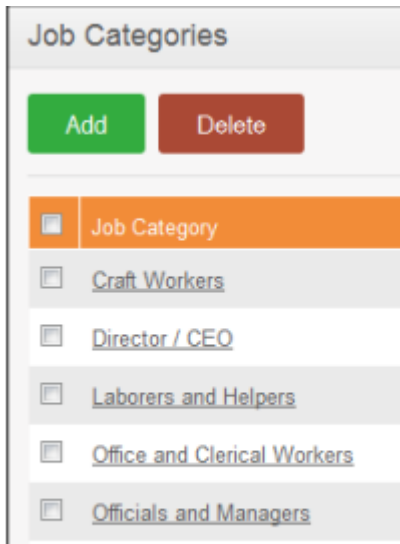 Job Categories
Add
Delete
Job Category
Craft Workers
Director / CEO
Laborers and Helpers
Office and Clerical Workers
Officials and Managers